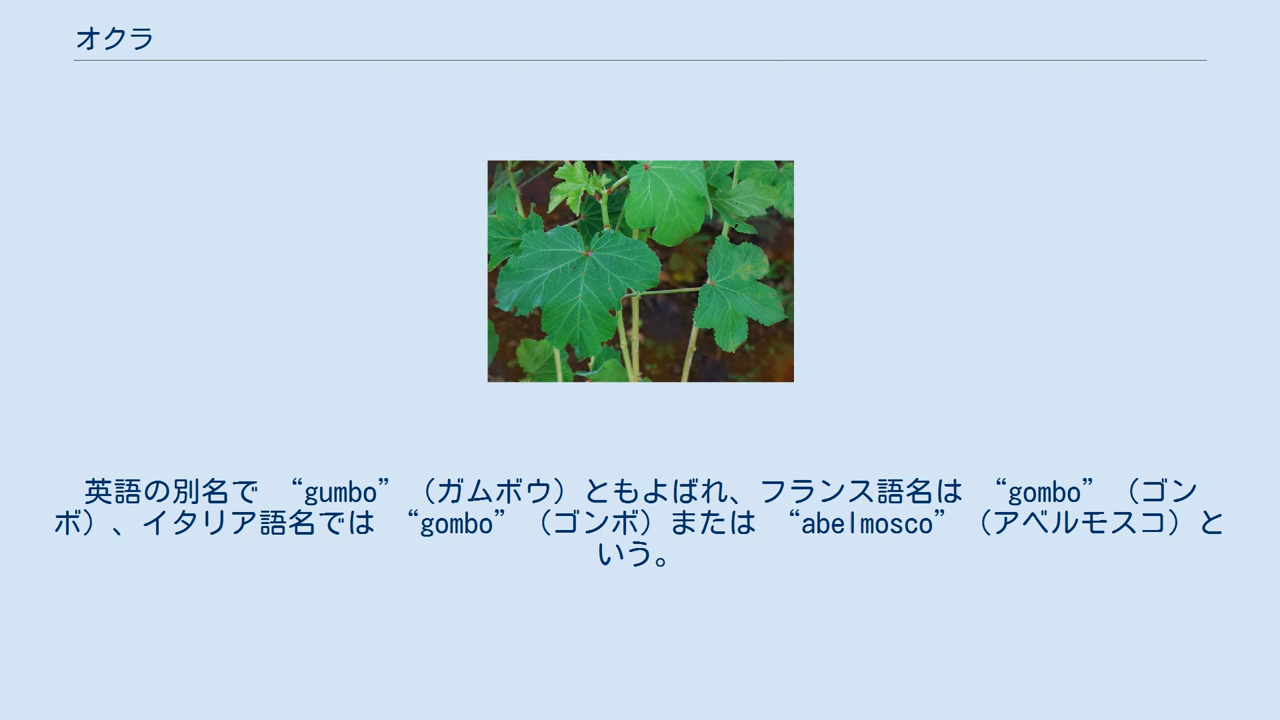 オクラ
英語の別名で “gumbo” （ガムボウ）ともよばれ、フランス語名は “gombo” （ゴン
ボ）、イタリア語名では “gombo” （ゴンボ）または “abelmosco” （アベルモスコ）と
いう。